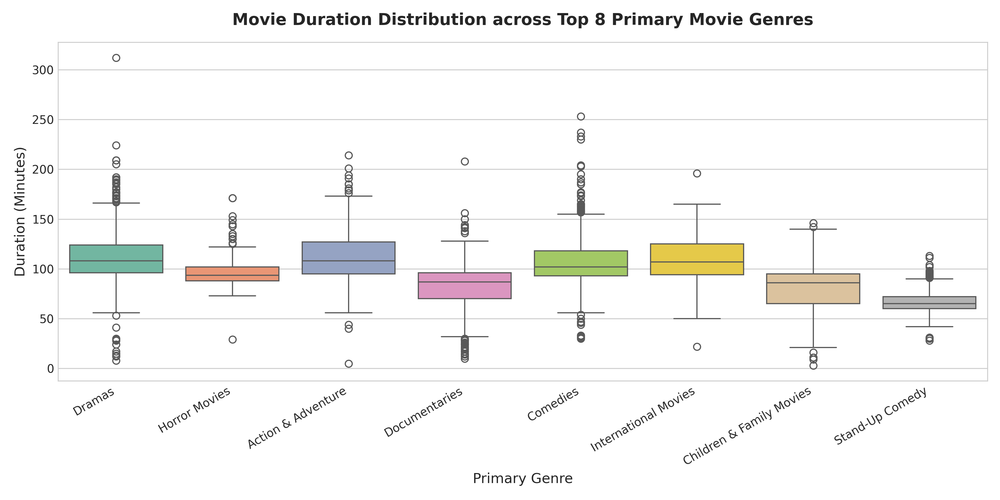 Movie Duration Distribution across Top 8 Primary Movie Genres
Duration (Minutes)
300
250
200
150
100
50
0
Dramas
Horror Movies
Action & Adventure
Documentaries
Comedies
International Movies
Children & Family Movies
Stand-Up Comedy
Primary Genre